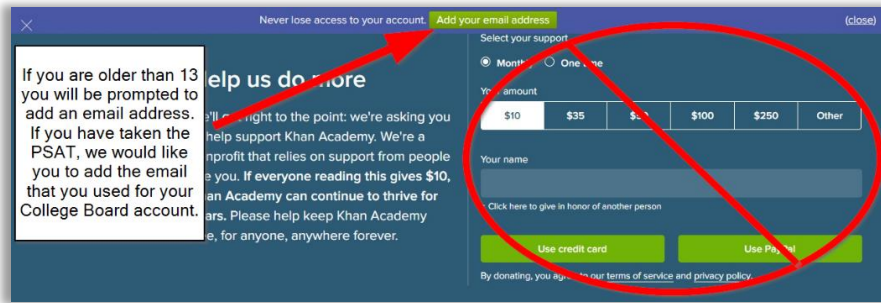 Never lose access to your account. Add your email address (close)
If you are older than 13
you will be prompted to
add an email address.
If you have taken the
PSAT, we would like
you to add the email
that you used for your
College Board account.
elp us do more
right to the point: we're asking you
help support Khan Academy. We're a
nprofit that relies on support from people
e you. If everyone reading this gives $10,
an Academy can continue to thrive for
ars. Please help keep Khan Academy
e, for anyone, anywhere forever.
Select your support
Monthly One time
Your amount
$10 $35 $100 $250 Other
Your name
Click here to give in honor of another person
Use credit card Use PayPal
By donating, you agree to our terms of service and privacy policy.